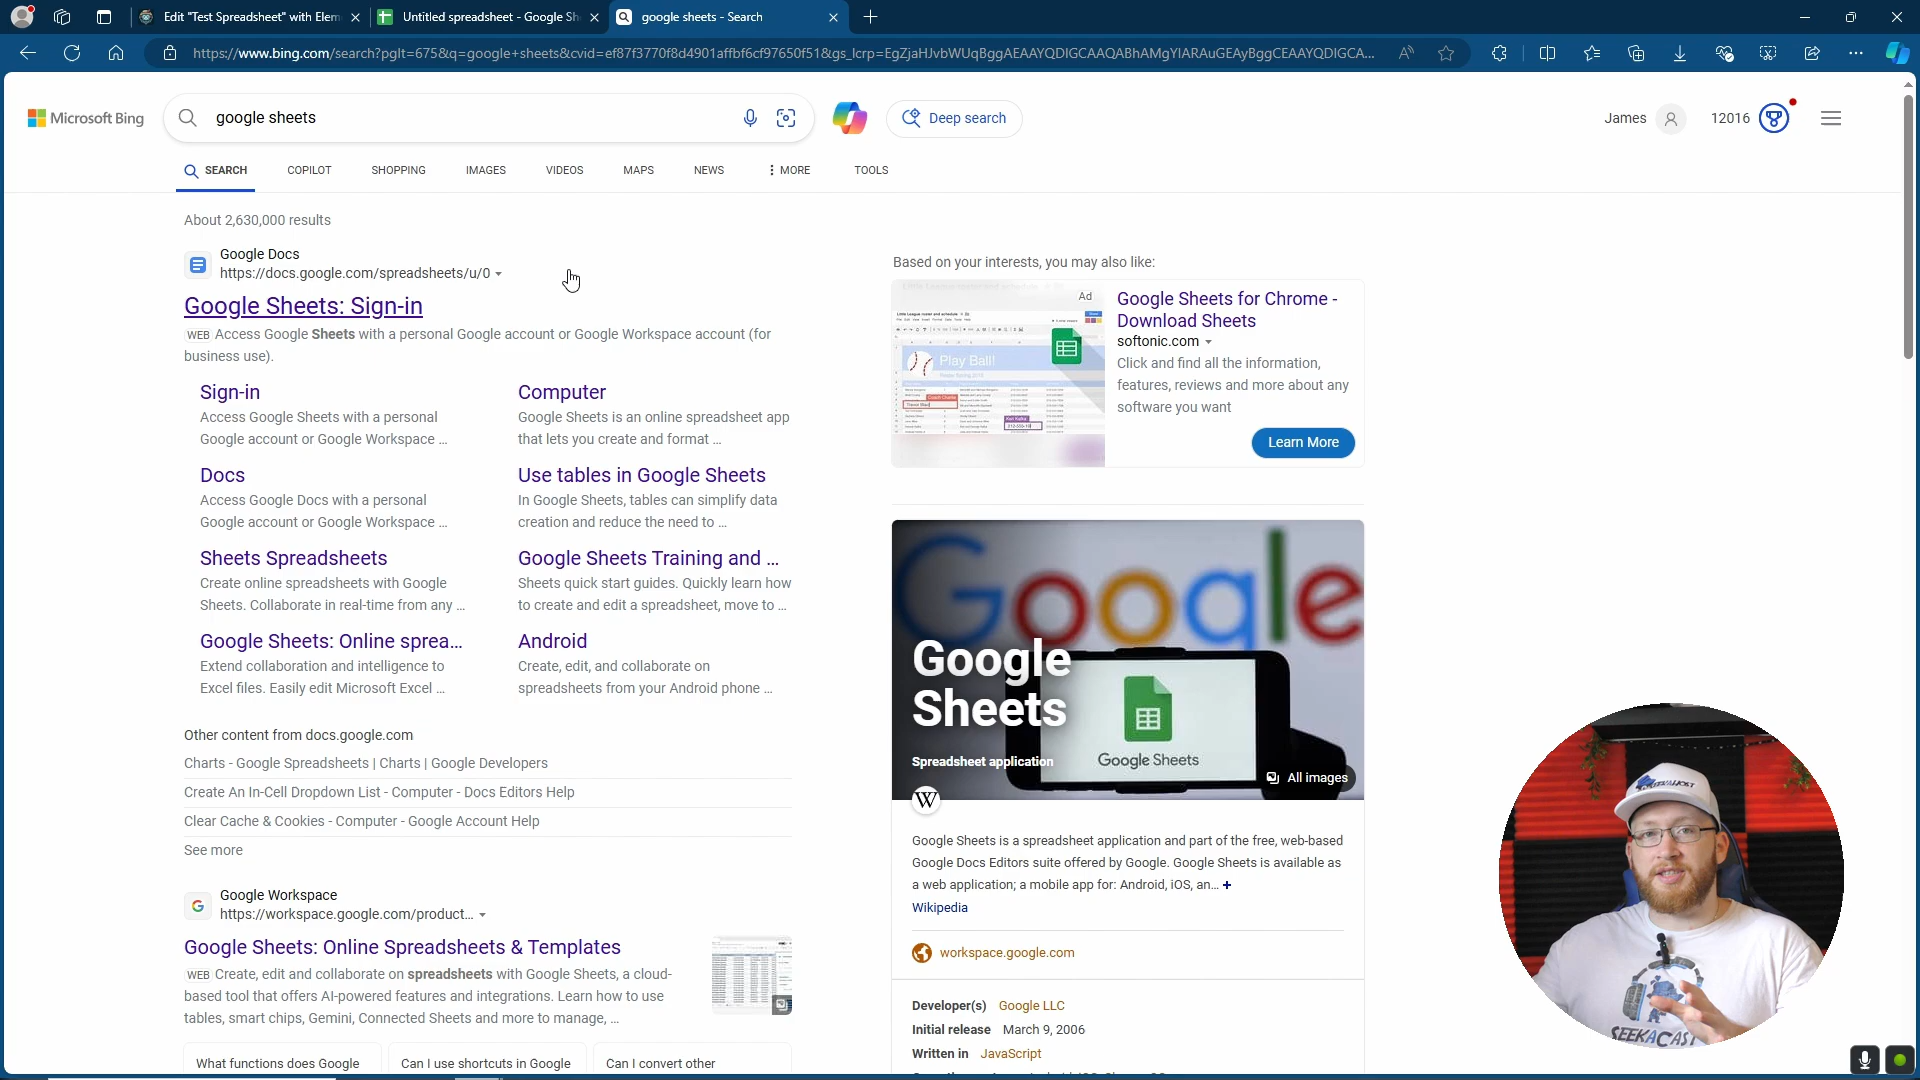 Edit "Test Spreadsheet" with Elem
Untitled spreadsheet - Google Sh
google sheets - Search
https://www.bing.com/search?pglt=675&q=google+sheets&cvid=ef87f3770f8d4901affbf6cf97650f51&gs_lcrp=EgZjaHJvbWUqBggAEAAYQDIGCAAQABhAMgYIARAuGEAyBggCEAAYQDIGCA...
Microsoft Bing
google sheets
Deep search
James
12016
SEARCH
COPILOT
SHOPPING
IMAGES
VIDEOS
MAPS
NEWS
MORE
TOOLS
About 2,630,000 results
Google Docs
https://docs.google.com/spreadsheets/u/0
Google Sheets: Sign-in
WEB Access Google Sheets with a personal Google account or Google Workspace account (for
business use).
Sign-in
Access Google Sheets with a personal
Google account or Google Workspace ...
Computer
Google Sheets is an online spreadsheet app
that lets you create and format ...
Docs
Access Google Docs with a personal
Google account or Google Workspace ...
Use tables in Google Sheets
In Google Sheets, tables can simplify data
creation and reduce the need to ...
Sheets Spreadsheets
Create online spreadsheets with Google
Sheets. Collaborate in real-time from any ...
Google Sheets Training and ...
Sheets quick start guides. Quickly learn how
to create and edit a spreadsheet, move to ...
Google Sheets: Online sprea...
Extend collaboration and intelligence to
Excel files. Easily edit Microsoft Excel ...
Android
Create, edit, and collaborate on
spreadsheets from your Android phone ...
Other content from docs.google.com
Charts - Google Spreadsheets | Charts | Google Developers
Create An In-Cell Dropdown List - Computer - Docs Editors Help
Clear Cache & Cookies - Computer - Google Account Help
See more
Google Workspace
https://workspace.google.com/product...
Google Sheets: Online Spreadsheets & Templates
WEB Create, edit and collaborate on spreadsheets with Google Sheets, a cloud-
based tool that offers AI-powered features and integrations. Learn how to use
tables, smart chips, Gemini, Connected Sheets and more to manage, ...
What functions does Google
Can I use shortcuts in Google
Can I convert other
Based on your interests, you may also like:
Ad
Play Ball!
Google Sheets for Chrome -
Download Sheets
softonic.com
Click and find all the information,
features, reviews and more about any
software you want
Learn More
Google
Google
Sheets
Spreadsheet application
Google Sheets
All images
W
Google Sheets is a spreadsheet application and part of the free, web-based
Google Docs Editors suite offered by Google. Google Sheets is available as
a web application; a mobile app for: Android, iOS, an... +
Wikipedia
workspace.google.com
Developer(s) Google LLC
Initial release March 9, 2006
Written in JavaScript
SEEKACAST